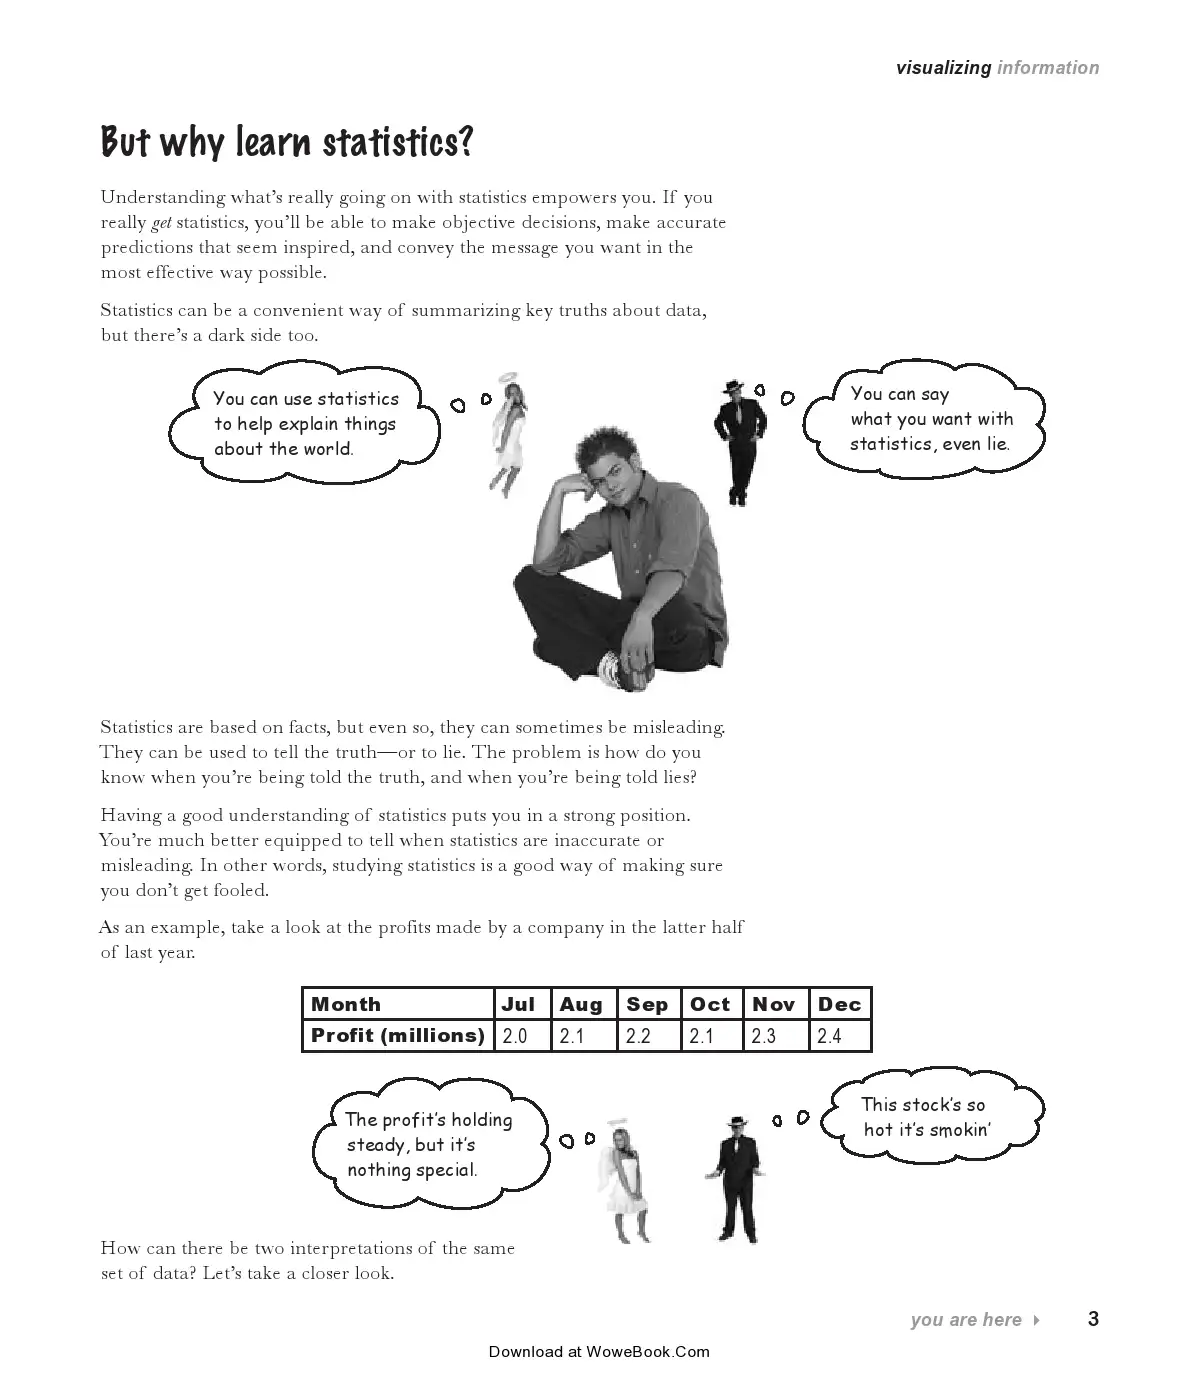 visualizing information
But why learn statistics?
Understanding what’s really going on with statistics empowers you. If you
really get statistics, you’ll be able to make objective decisions, make accurate
predictions that seem inspired, and convey the message you want in the
most effective way possible.
Statistics can be a convenient way of summarizing key truths about data,
but there’s a dark side too.
You can use statistics
to help explain things
about the world.
You can say
what you want with
statistics, even lie.
Statistics are based on facts, but even so, they can sometimes be misleading.
They can be used to tell the truth—or to lie. The problem is how do you
know when you’re being told the truth, and when you’re being told lies?
Having a good understanding of statistics puts you in a strong position.
You’re much better equipped to tell when statistics are inaccurate or
misleading. In other words, studying statistics is a good way of making sure
you don’t get fooled.
As an example, take a look at the profits made by a company in the latter half
of last year.
Month Jul Aug Sep Oct Nov Dec
Profit (millions) 2.0 2.1 2.2 2.1 2.3 2.4
The profit’s holding
steady, but it’s
nothing special.
This stock’s so
hot it’s smokin’
How can there be two interpretations of the same
set of data? Let’s take a closer look.
you are here 3
Download at WoweBook.Com